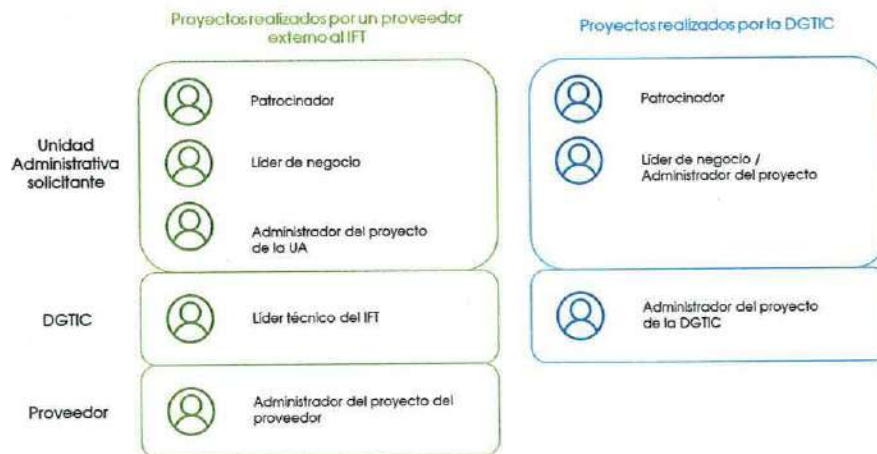 Proyectos realizados por un proveedor
externo al IFT
Proyectos realizados por la DGTIC
Unidad
Administrativa
solicitante
Patrocinador
Líder de negocio
Administrador del proyecto
de la UA
Patrocinador
Líder de negocio /
Administrador del proyecto
DGTIC
Líder técnico del IFT
Administrador del proyecto
de la DGTIC
Proveedor
Administrador del proyecto del
proveedor